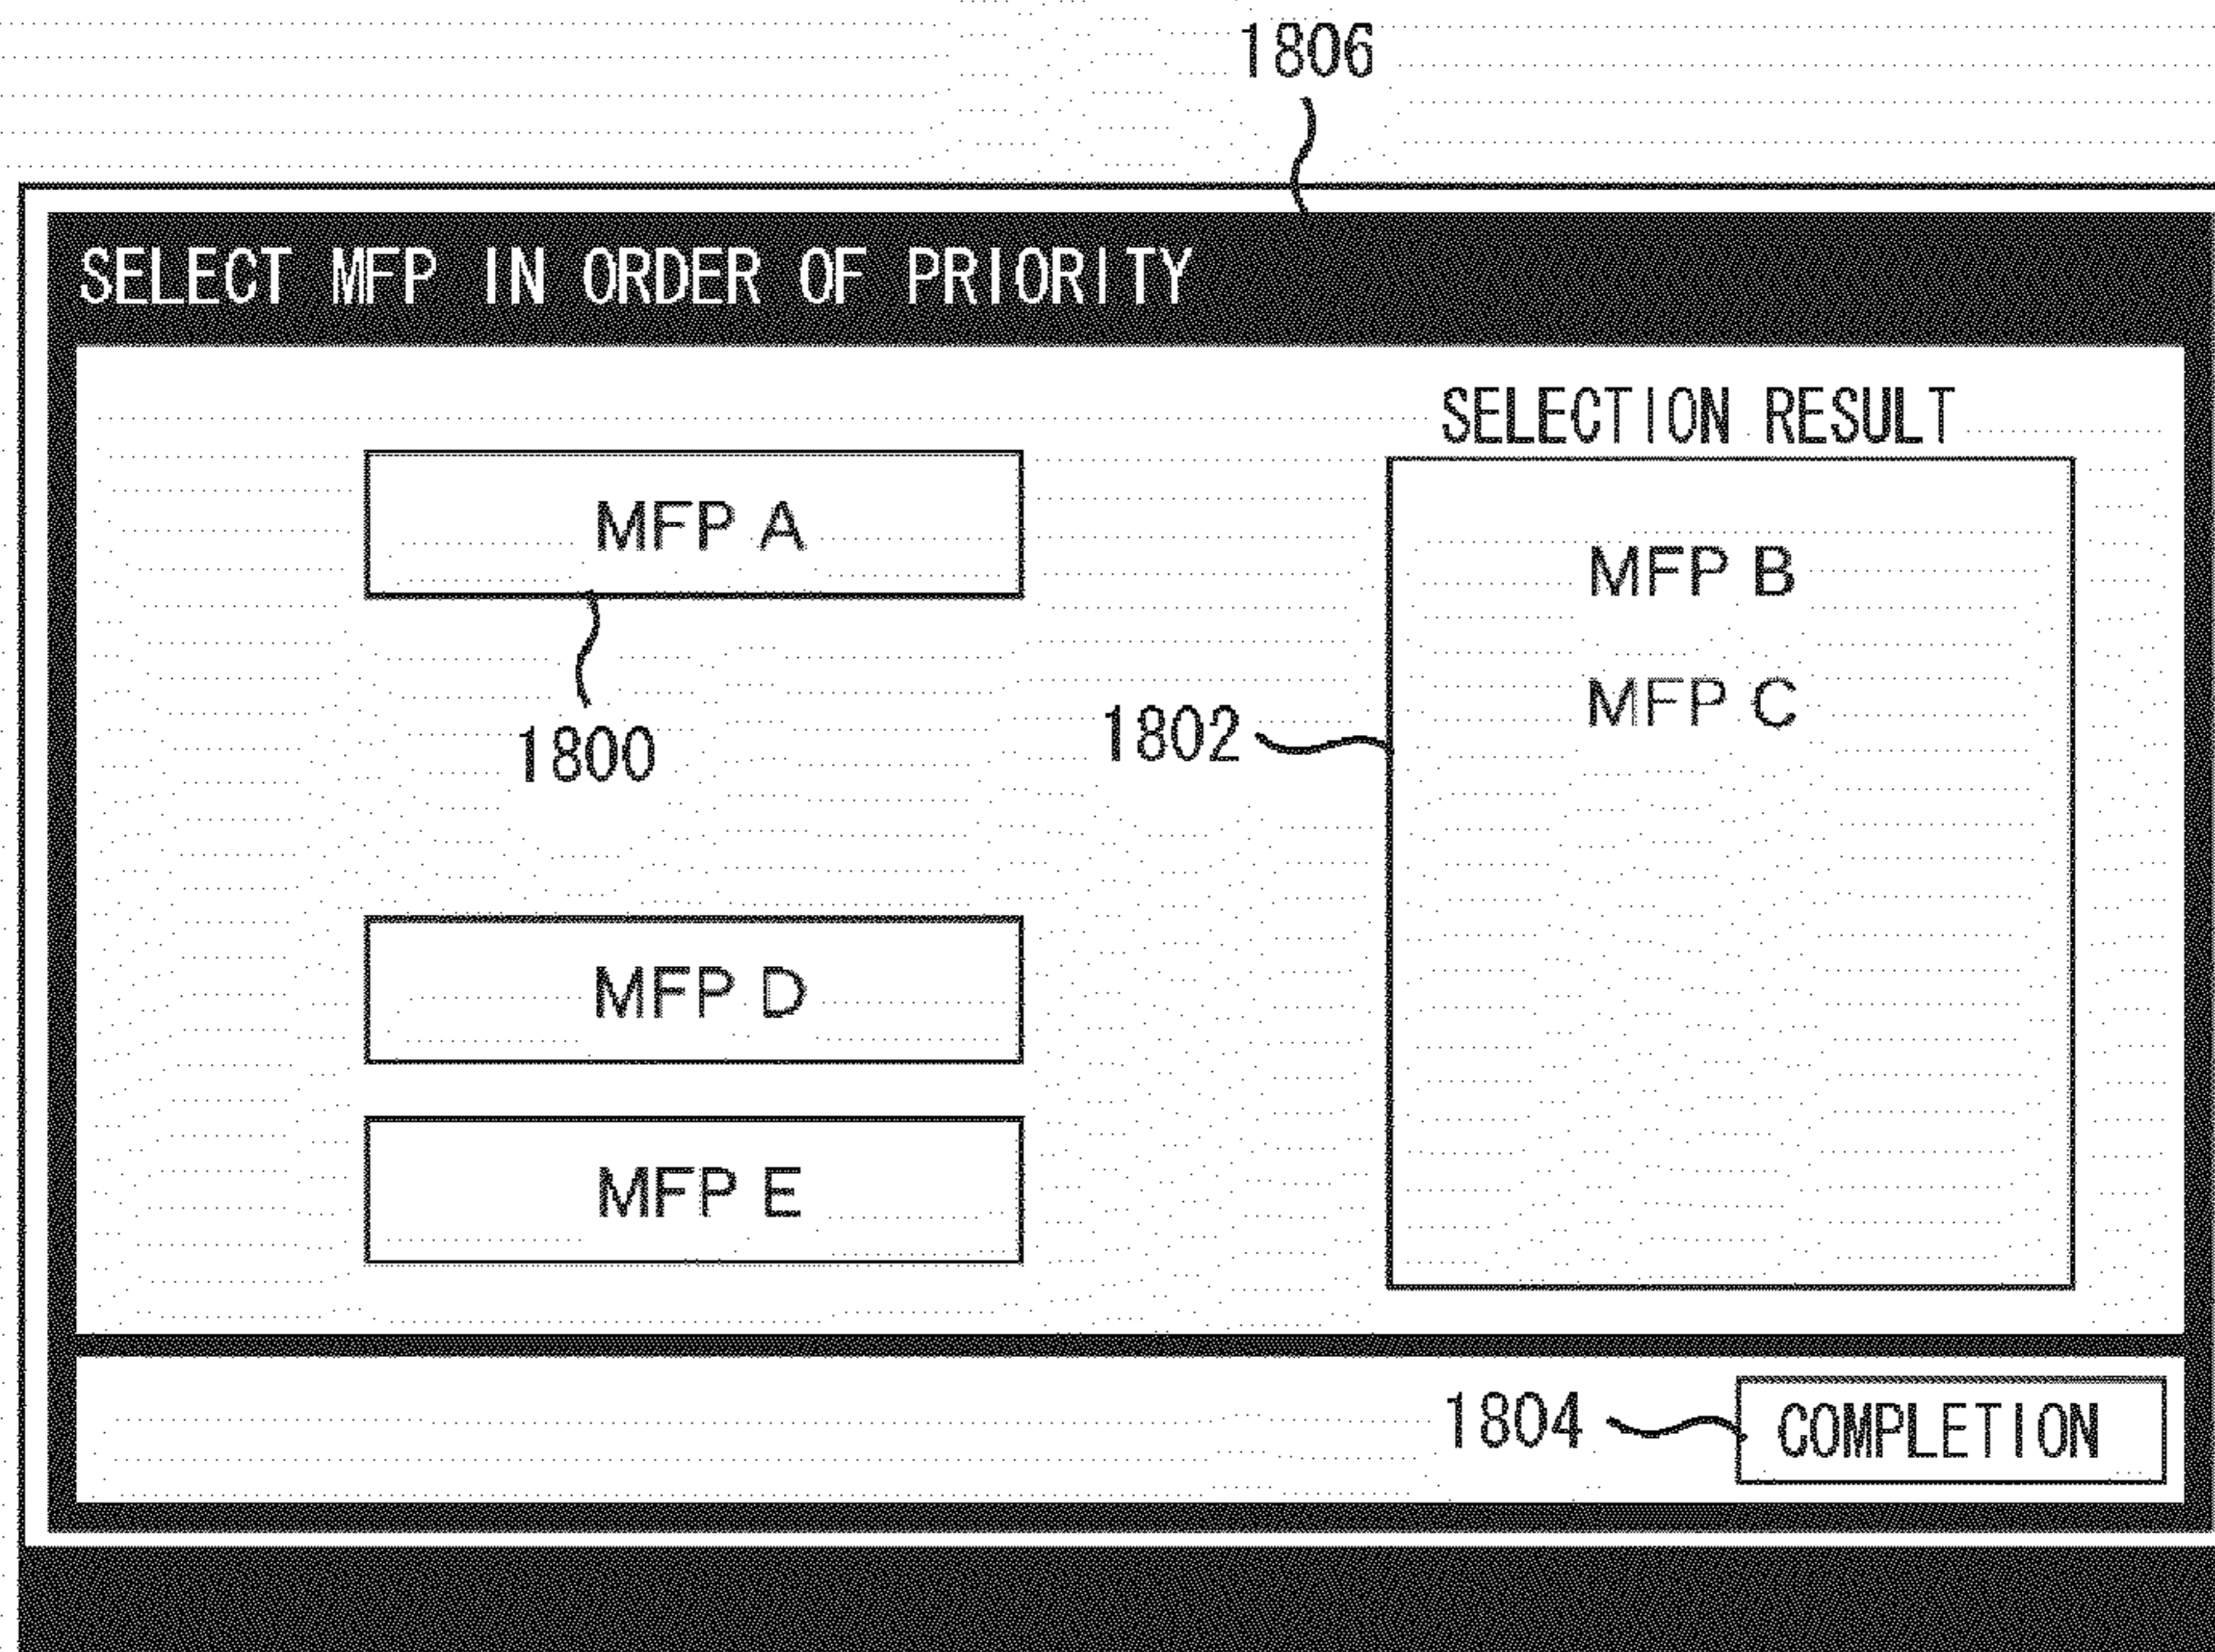 1806
SELECT MFP IN ORDER OF PRIORITY
SELECTION RESULT
MFP A
MFP B
MFP C
1800
1802
MFP D
MFP E
1804
COMPLETION